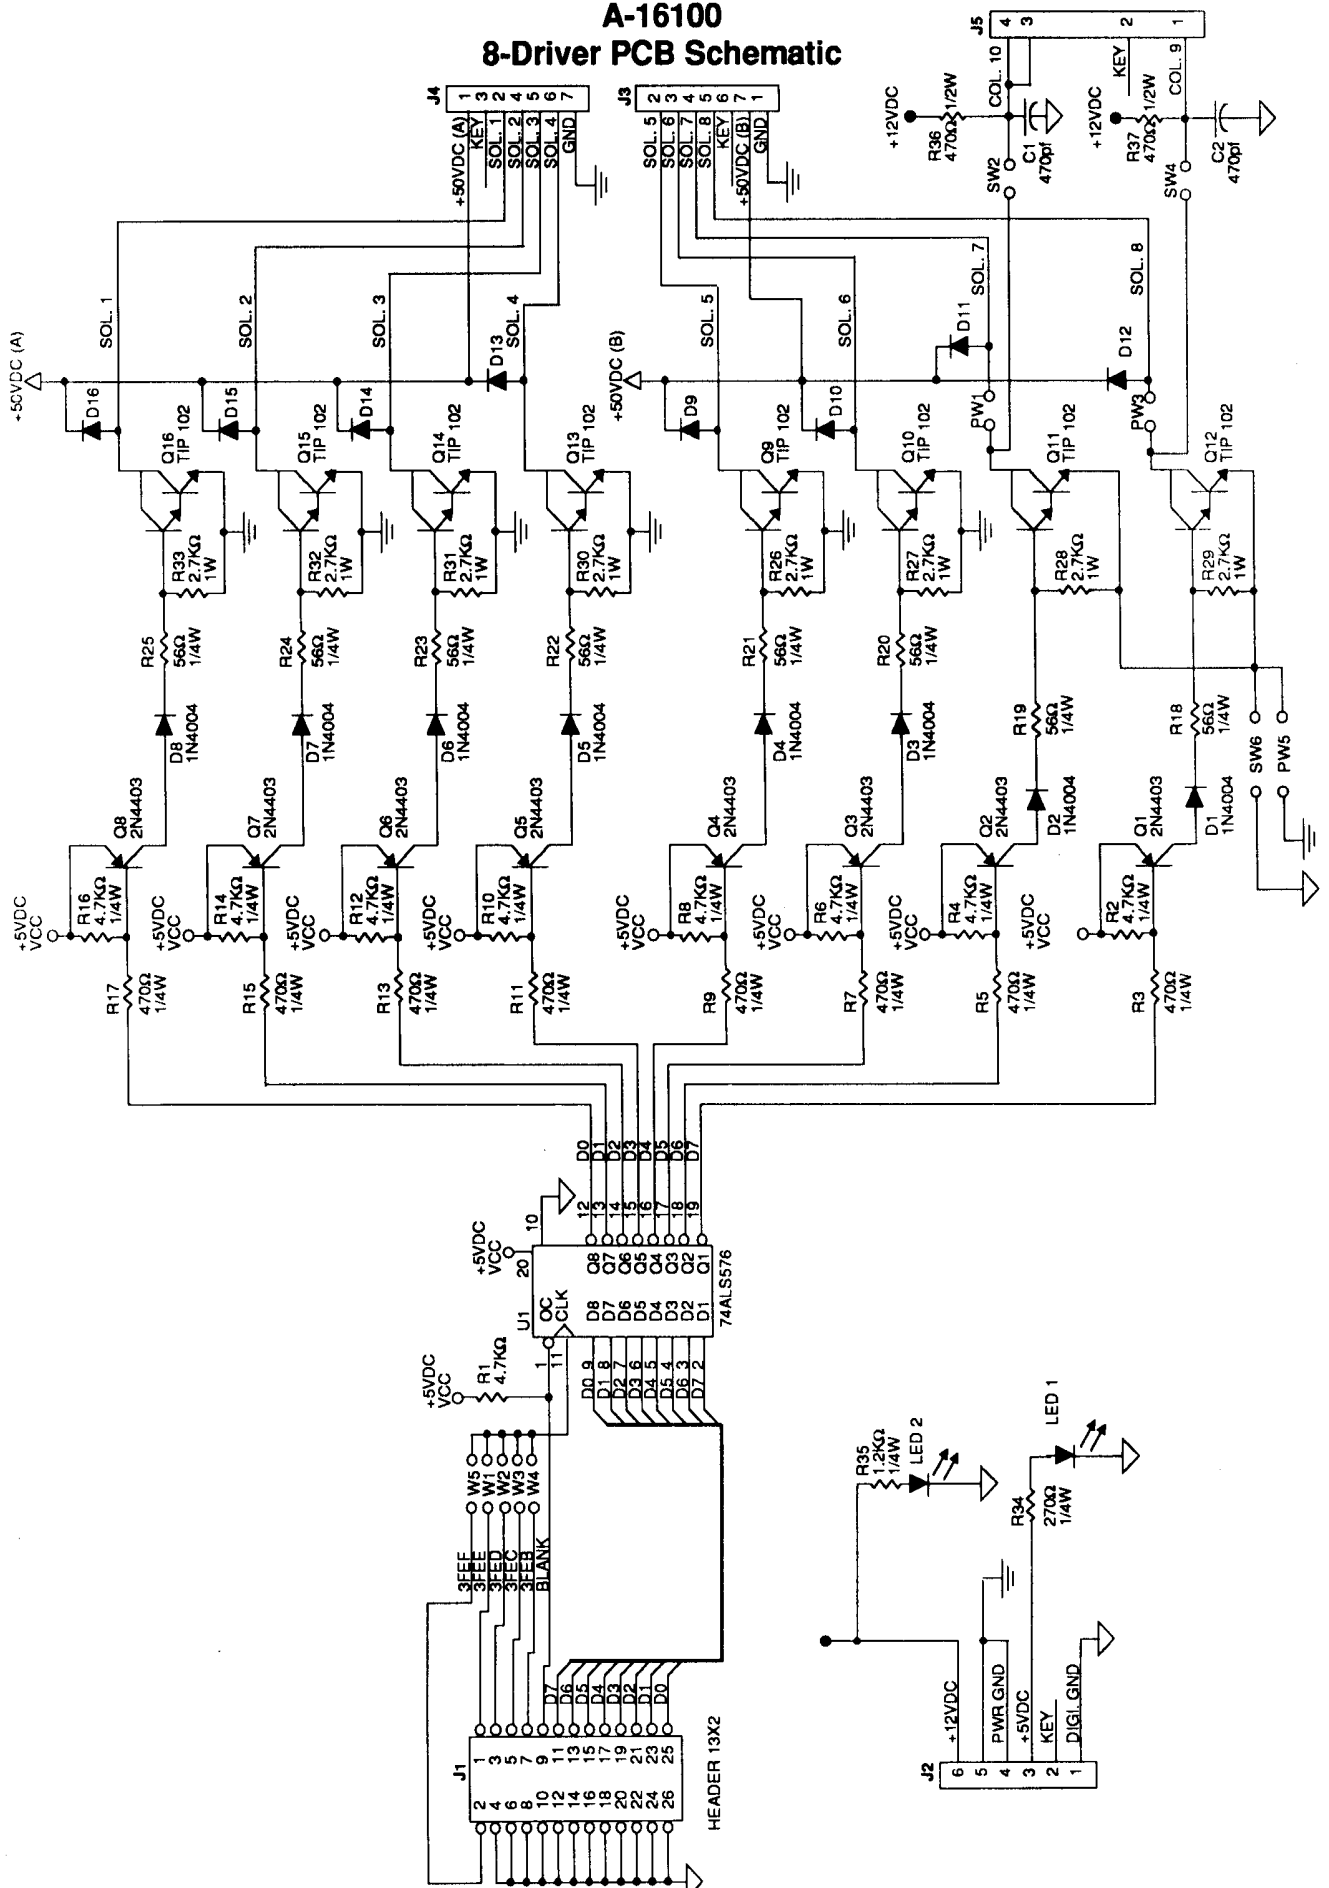 A-16100
8-Driver PCB Schematic
J4
1
3
2
4
5
6
7
+50VDC (A)
KEY
SOL. 1
SOL. 2
SOL. 3
SOL. 4
GND
J3
2
3
4
5
6
7
1
SOL. 5
SOL. 6
SOL. 7
SOL. 8
KEY
+50VDC (B)
GND
J5
4
3
2
1
COL. 10
KEY
COL. 9
+12VDC
R36
470Ω 1/2W
C1
470pf
SW2
+12VDC
R37
470Ω 1/2W
C2
470pf
SW4
+50VDC (A)
SOL. 1
D16
Q16
TIP 102
R33
2.7KΩ
1W
R25
56Ω
1/4W
D8
1N4004
Q8
2N4403
+5VDC
VCC
R16
4.7KΩ
1/4W
R17
470Ω
1/4W
SOL. 2
D15
Q15
TIP 102
R32
2.7KΩ
1W
R24
56Ω
1/4W
D7
1N4004
Q7
2N4403
+5VDC
VCC
R14
4.7KΩ
1/4W
R15
470Ω
1/4W
SOL. 3
D14
Q14
TIP 102
R31
2.7KΩ
1W
R23
56Ω
1/4W
D6
1N4004
Q6
2N4403
+5VDC
VCC
R12
4.7KΩ
1/4W
R13
470Ω
1/4W
SOL. 4
D13
Q13
TIP 102
R30
2.7KΩ
1W
R22
56Ω
1/4W
D5
1N4004
Q5
2N4403
+5VDC
VCC
R10
4.7KΩ
1/4W
R11
470Ω
1/4W
+50VDC (B)
SOL. 5
D9
Q9
TIP 102
R26
2.7KΩ
1W
R21
56Ω
1/4W
D4
1N4004
Q4
2N4403
+5VDC
VCC
R8
4.7KΩ
1/4W
R9
470Ω
1/4W
SOL. 6
D10
Q10
TIP 102
R27
2.7KΩ
1W
R20
56Ω
1/4W
D3
1N4004
Q3
2N4403
+5VDC
VCC
R6
4.7KΩ
1/4W
R7
470Ω
1/4W
SOL. 7
D11
PW1
Q11
TIP 102
R28
2.7KΩ
1W
R19
56Ω
1/4W
D2
1N4004
Q2
2N4403
+5VDC
VCC
R4
4.7KΩ
1/4W
R5
470Ω
1/4W
SOL. 8
D12
PW3
Q12
TIP 102
R29
2.7KΩ
1W
R18
56Ω
1/4W
D1
1N4004
Q1
2N4403
+5VDC
VCC
R2
4.7KΩ
1/4W
R3
470Ω
1/4W
SW6
PW5
D0
D1
D2
D3
D4
D5
D6
D7
12
13
14
15
16
17
18
19
10
+5VDC
VCC
20
U1
OC
CLK
Q8
Q7
Q6
Q5
Q4
Q3
Q2
Q1
D8
D7
D6
D5
D4
D3
D2
D1
74ALS576
+5VDC
VCC
R1
4.7KΩ
1
11
D0 9
D1 8
D2 7
D3 6
D4 5
D5 4
D6 3
D7 2
W5
W1
W2
W3
W4
3FEF
3FEE
3FED
3FEC
3FEB
BLANK
D7
D6
D5
D4
D3
D2
D1
D0
J1
1
3
5
7
9
11
13
15
17
19
21
23
25
2
4
6
8
10
12
14
16
18
20
22
24
26
HEADER 13X2
R35
1.2KΩ
1/4W
LED 2
LED 1
R34
270Ω
1/4W
+12VDC
PWR GND
+5VDC
KEY
DIGI. GND
J2
6
5
4
3
2
1